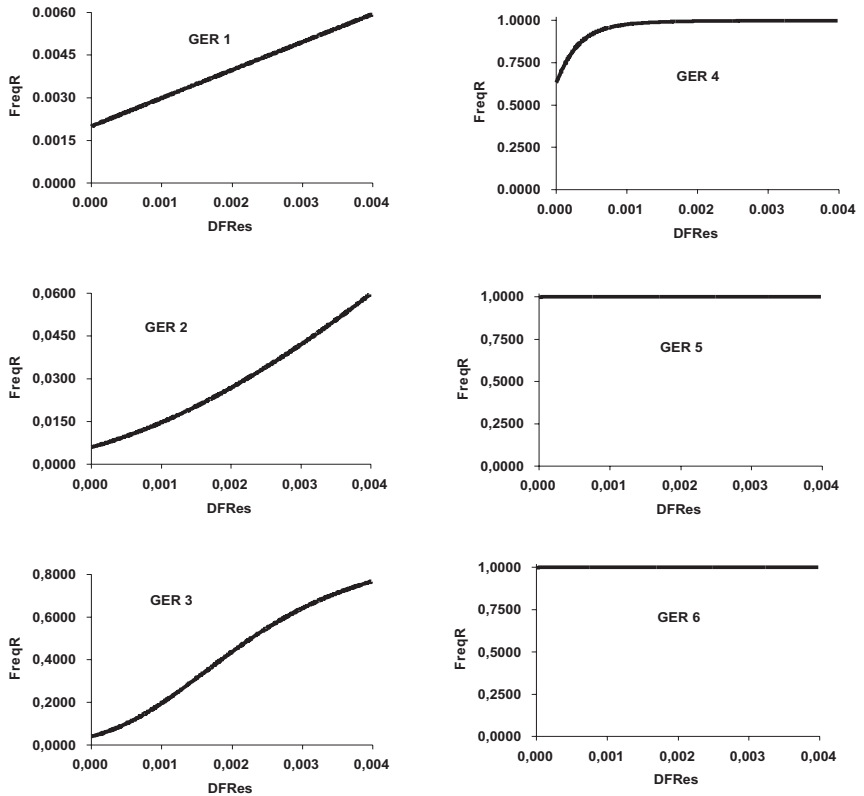 0.0060
0.0045
0.0030
0.0015
0.0000
FreqR
GER 1
0.000 0.001 0.002 0.003 0.004
DFRes
1.0000
0.7500
0.5000
0.2500
0.0000
FreqR
GER 4
0.000 0.001 0.002 0.003 0.004
DFRes
0,0600
0,0450
0,0300
0,0150
0,0000
FreqR
GER 2
0,000 0,001 0,002 0,003 0,004
DFRes
1,0000
0,7500
0,5000
0,2500
0,0000
FreqR
GER 5
0,000 0,001 0,002 0,003 0,004
DFRes
0,8000
0,6000
0,4000
0,2000
0,0000
FreqR
GER 3
0,000 0,001 0,002 0,003 0,004
DFRes
1,0000
0,7500
0,5000
0,2500
0,0000
FreqR
GER 6
0,000 0,001 0,002 0,003 0,004
DFRes